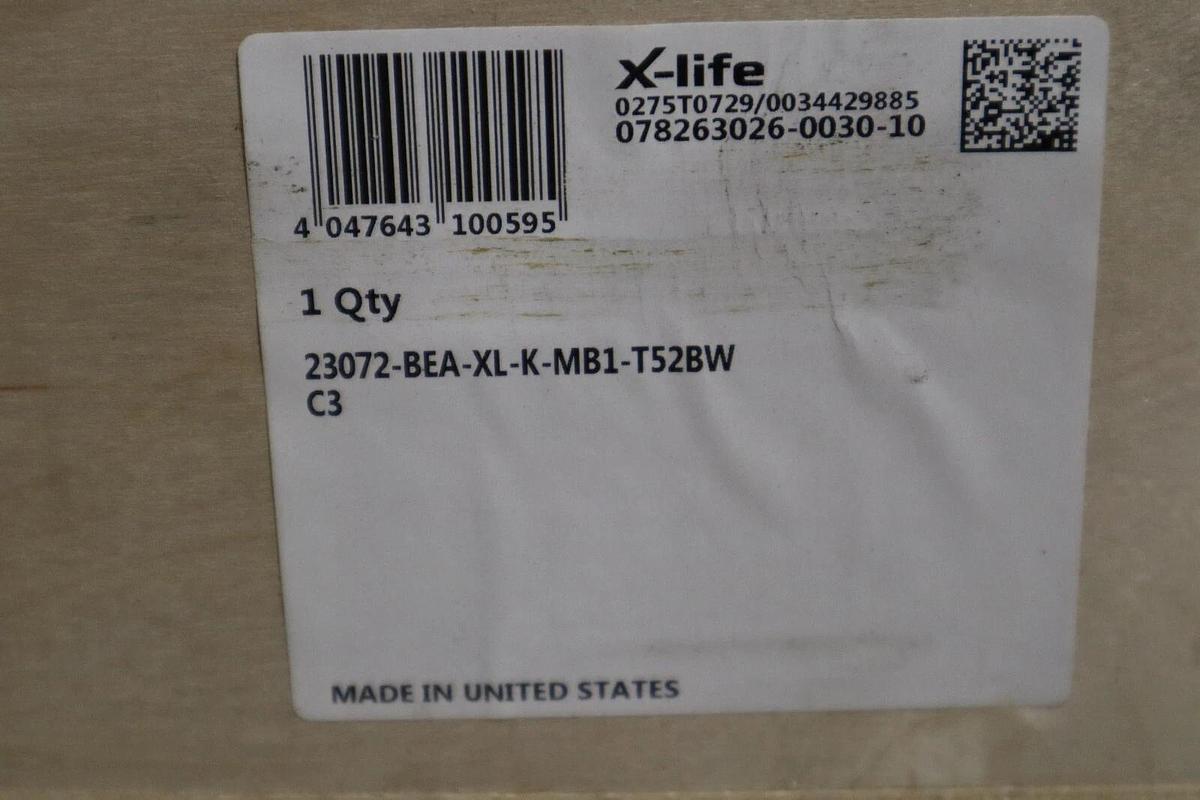 X-life
0275T0729/0034429885
078263026-0030-10
4 047643 100595
1 Qty
23072-BEA-XL-K-MB1-T52BW
C3
MADE IN UNITED STATES